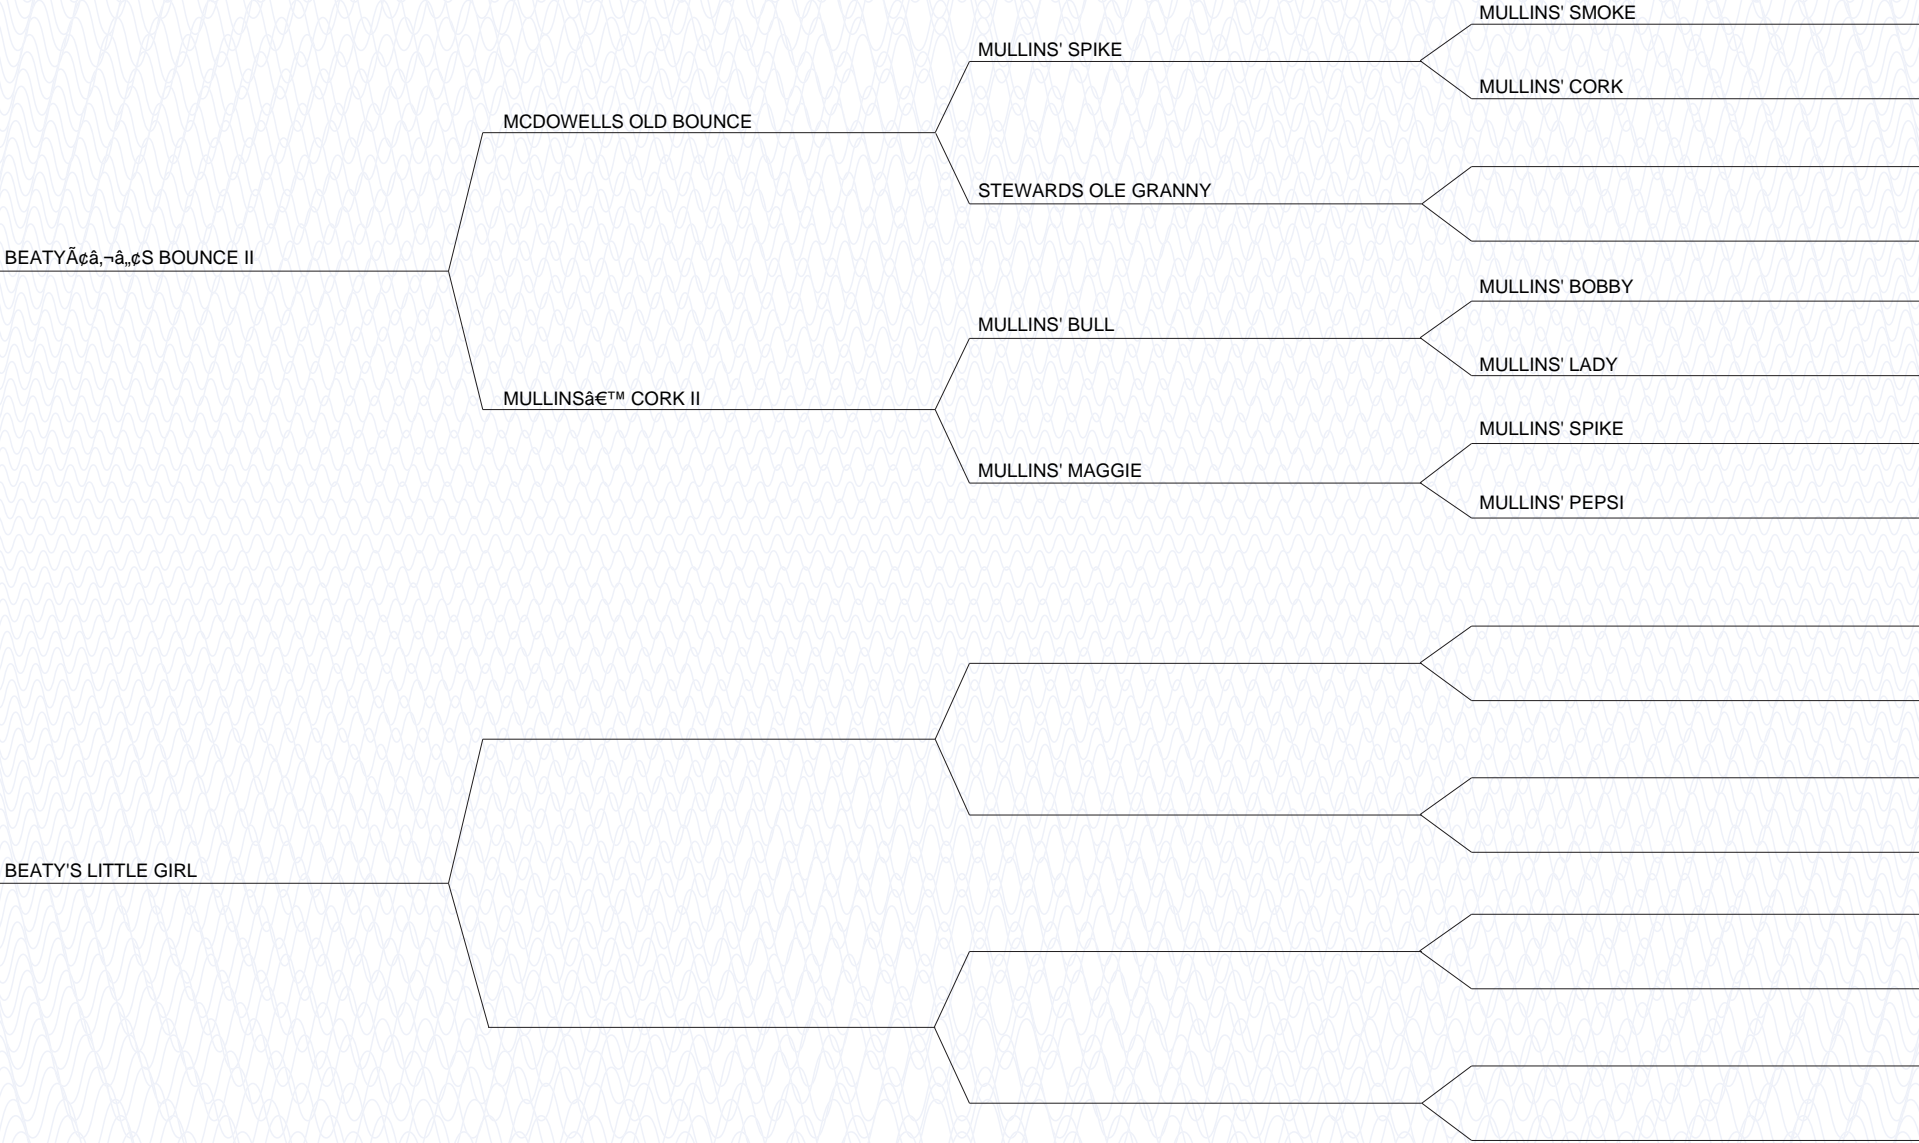 MULLINS' SMOKE
MULLINS' SPIKE
MULLINS' CORK
MCDOWELLS OLD BOUNCE
STEWARDS OLE GRANNY
BEATYÃ¢â‚¬â„¢S BOUNCE II
MULLINS' BOBBY
MULLINS' BULL
MULLINS' LADY
MULLINSâ€™ CORK II
MULLINS' SPIKE
MULLINS' MAGGIE
MULLINS' PEPSI
BEATY'S LITTLE GIRL